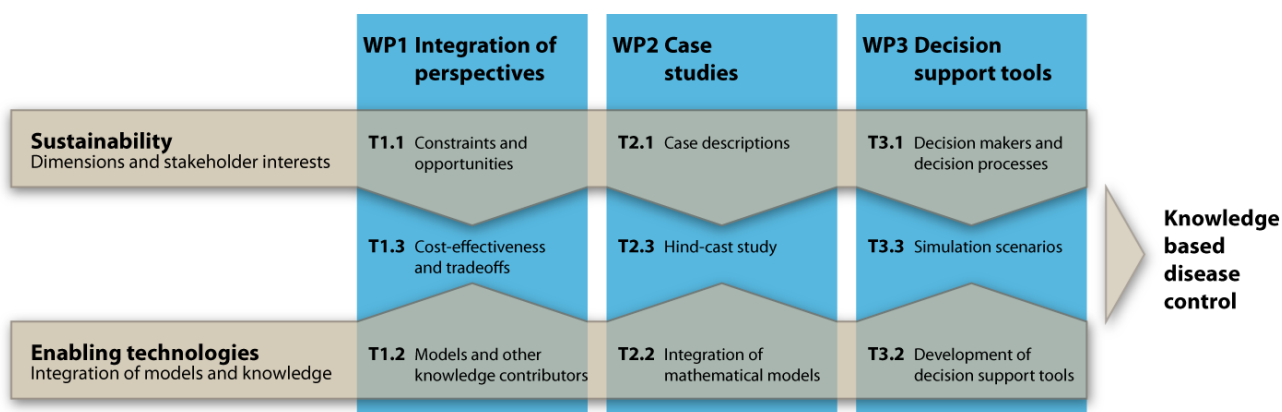 WP1 Integration of
perspectives
WP2 Case
studies
WP3 Decision
support tools
Sustainability
Dimensions and stakeholder interests
T1.1 Constraints and
opportunities
T2.1 Case descriptions
T3.1 Decision makers and
decision processes
T1.3 Cost-effectiveness
and tradeoffs
T2.3 Hind-cast study
T3.3 Simulation scenarios
Knowledge
based
disease
control
Enabling technologies
Integration of models and knowledge
T1.2 Models and other
knowledge contributors
T2.2 Integration of
mathematical models
T3.2 Development of
decision support tools